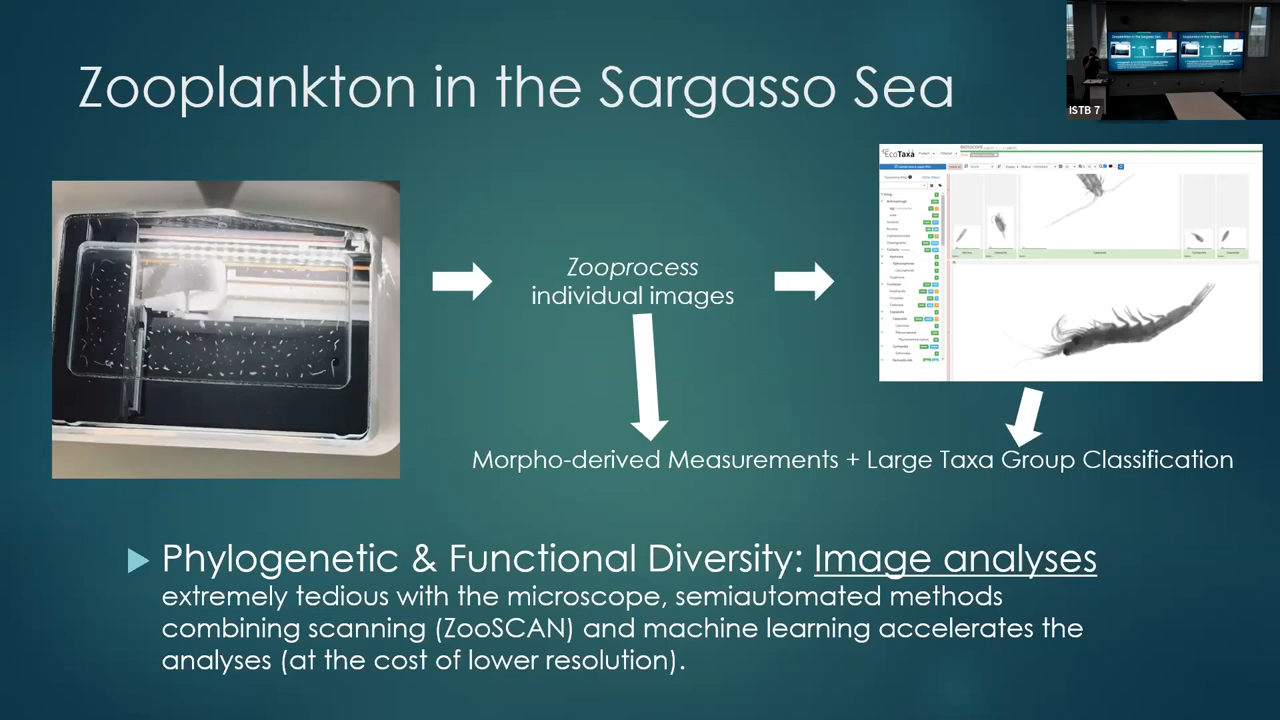 Zooplankton in the Sargasso Sea
ISTB 7
EcoTaxa
Zooprocess
individual images
Morpho-derived Measurements + Large Taxa Group Classification
Phylogenetic & Functional Diversity: Image analyses
extremely tedious with the microscope, semiautomated methods
combining scanning (ZooSCAN) and machine learning accelerates the
analyses (at the cost of lower resolution).